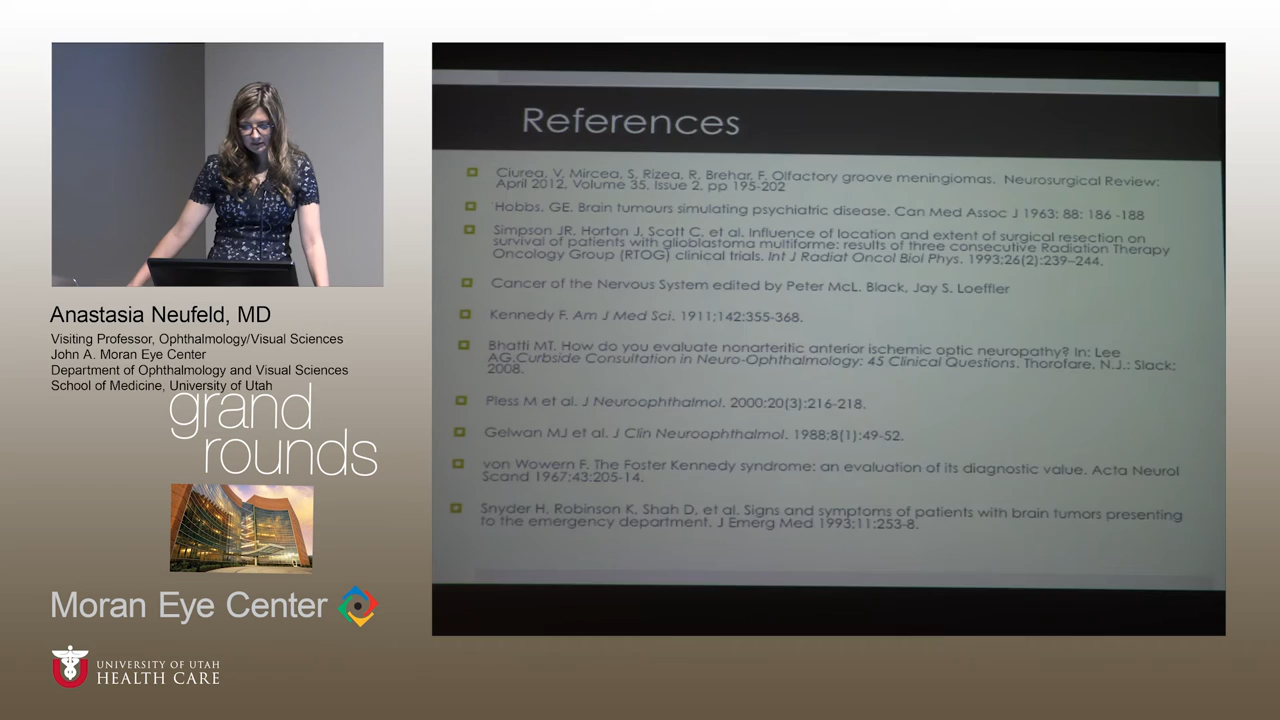 Anastasia Neufeld, MD
Visiting Professor, Ophthalmology/Visual Sciences
John A. Moran Eye Center
Department of Ophthalmology and Visual Sciences
School of Medicine, University of Utah
grand
rounds
Moran Eye Center
UNIVERSITY OF UTAH
HEALTH CARE
References
Ciurea, V, Mircea, S, Rizea, R, Brehar, F. Olfactory groove meningiomas. Neurosurgical Review:
April 2012, Volume 35, Issue 2, pp 195-202
Hobbs, GE. Brain tumours simulating psychiatric disease. Can Med Assoc J 1963; 88: 186 -188
Simpson JR, Horton J, Scott C, et al. Influence of location and extent of surgical resection on
survival of patients with glioblastoma multiforme: results of three consecutive Radiation Therapy
Oncology Group (RTOG) clinical trials. Int J Radiat Oncol Biol Phys. 1993;26(2):239–244.
Cancer of the Nervous System edited by Peter McL. Black, Jay S. Loeffler
Kennedy F. Am J Med Sci. 1911;142:355-368.
Bhatti MT. How do you evaluate nonarteritic anterior ischemic optic neuropathy? In: Lee
AG.Curbside Consultation in Neuro-Ophthalmology: 45 Clinical Questions. Thorofare, N.J.: Slack;
2008.
Pless M et al. J Neuroophthalmol. 2000;20(3):216-218.
Gelwan MJ et al. J Clin Neuroophthalmol. 1988;8(1):49-52.
von Wowern F. The Foster Kennedy syndrome: an evaluation of its diagnostic value. Acta Neurol
Scand 1967;43:205-14.
Snyder H, Robinson K, Shah D, et al. Signs and symptoms of patients with brain tumors presenting
to the emergency department. J Emerg Med 1993;11:253-8.